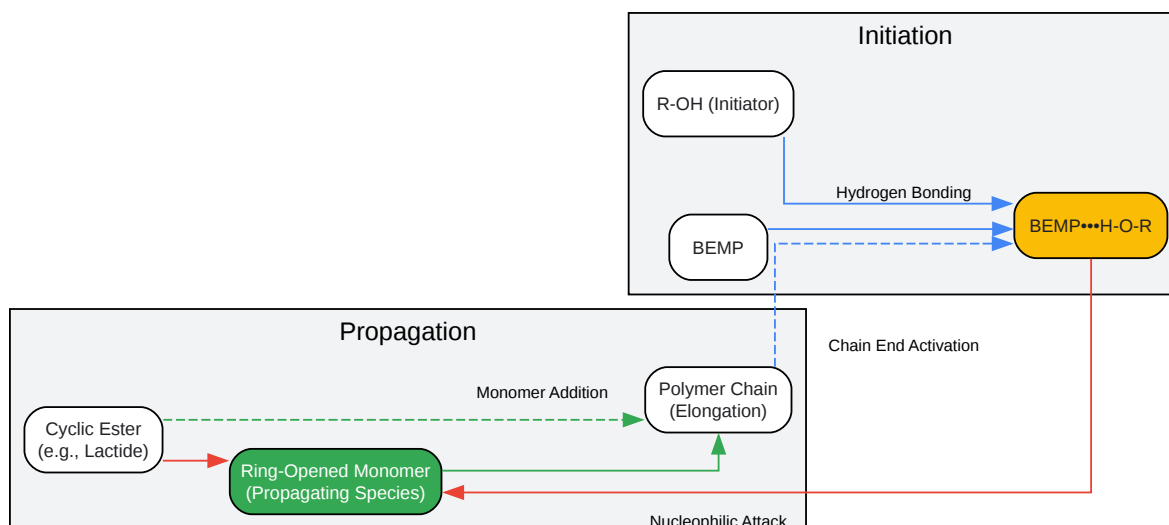 Initiation
R-OH (Initiator)
Hydrogen Bonding
BEMP
BEMP•••H-O-R
Propagation
Chain End Activation
Monomer Addition
Polymer Chain
(Elongation)
Cyclic Ester
(e.g., Lactide)
Ring-Opened Monomer
(Propagating Species)
Nucleophilic Attack